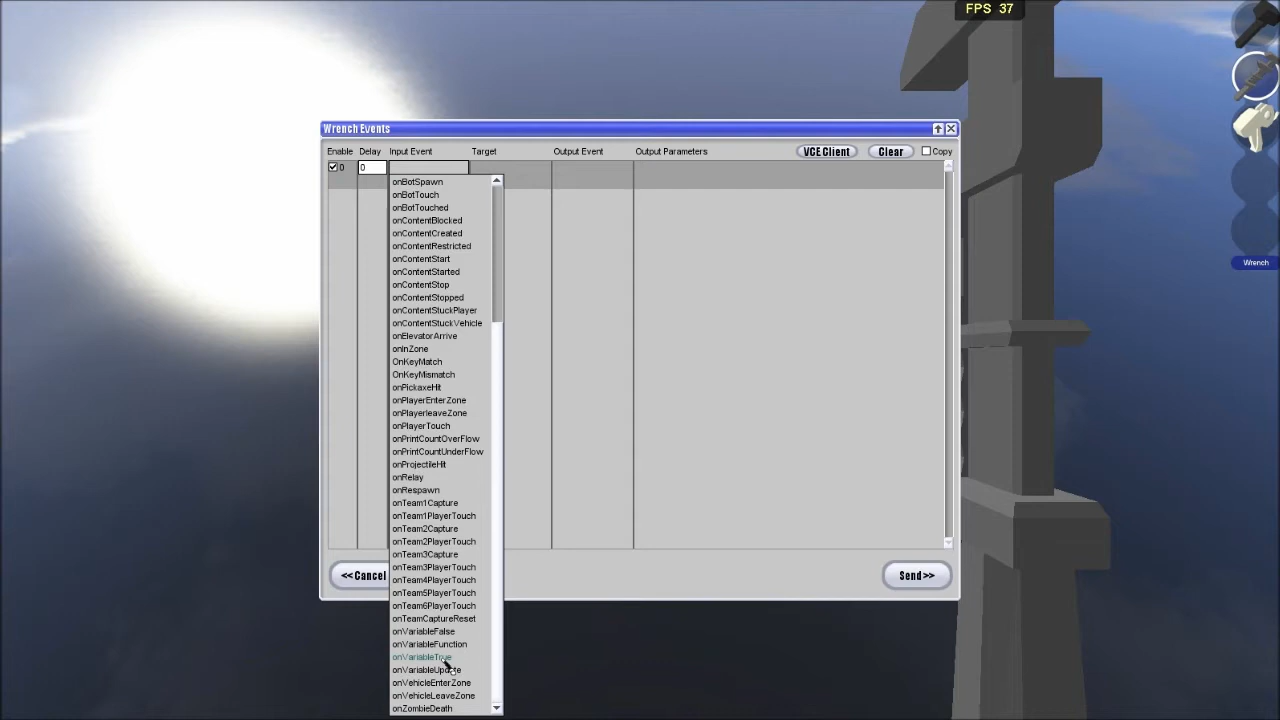 FPS 37
Wrench Events
Enable Delay Input Event Target Output Event Output Parameters VCE Client Clear Copy
0 0
onBotSpawn
onBotTouch
onBotTouched
onContentBlocked
onContentCreated
onContentRestricted
onContentStart
onContentStarted
onContentStop
onContentStopped
onContentStuckPlayer
onContentStuckVehicle
onElevatorArrive
onInZone
OnKeyMatch
OnKeyMismatch
onPickaxeHit
onPlayerEnterZone
onPlayerleaveZone
onPlayerTouch
onPrintCountOverFlow
onPrintCountUnderFlow
onProjectileHit
onRelay
onRespawn
onTeam1Capture
onTeam1PlayerTouch
onTeam2Capture
onTeam2PlayerTouch
onTeam3Capture
onTeam3PlayerTouch
onTeam4PlayerTouch
onTeam5PlayerTouch
onTeam6PlayerTouch
onTeamCaptureReset
onVariableFalse
onVariableFunction
onVariableTrue
onVariableUpdate
onVehicleEnterZone
onVehicleLeaveZone
onZombieDeath
<<Cancel Send>>
Wrench